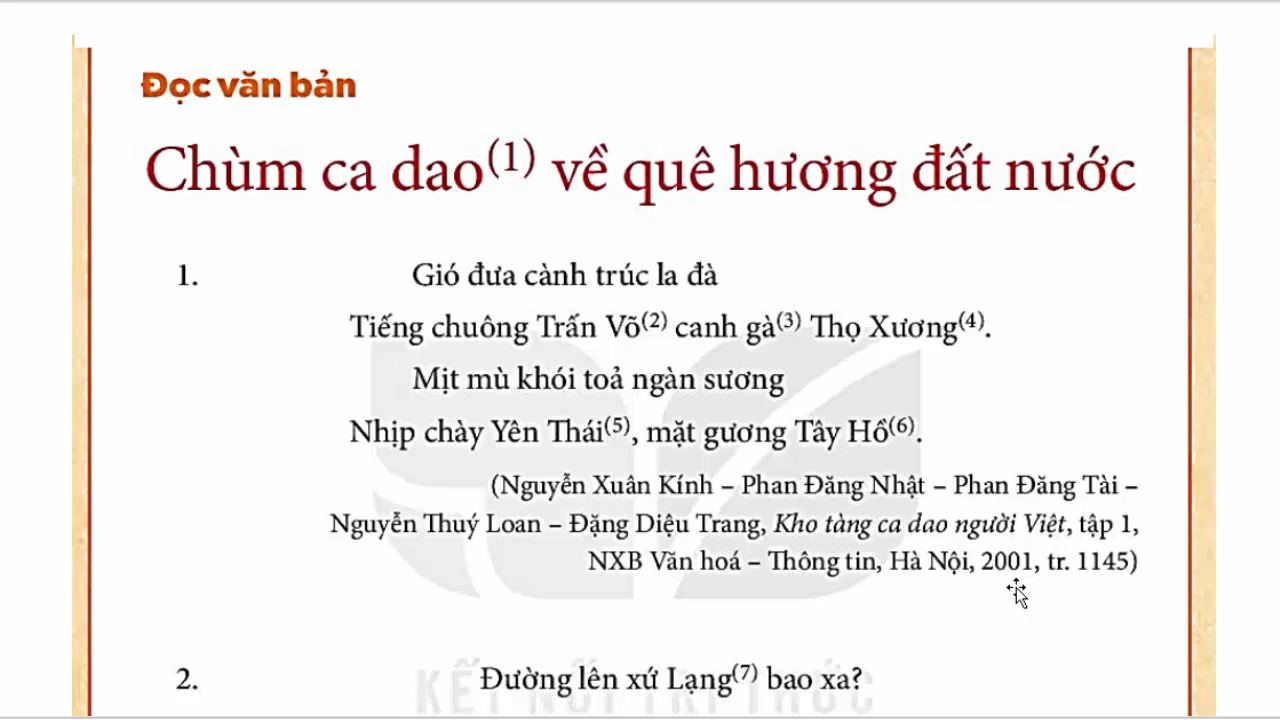 Đọc văn bản
Chùm ca dao(1) về quê hương đất nước
1. Gió đưa cành trúc la đà
Tiếng chuông Trấn Võ(2) canh gà(3) Thọ Xương(4).
Mịt mù khói toả ngàn sương
Nhịp chày Yên Thái(5), mặt gương Tây Hồ(6).
(Nguyễn Xuân Kính – Phan Đăng Nhật – Phan Đăng Tài –
Nguyễn Thuý Loan – Đặng Diệu Trang, Kho tàng ca dao người Việt, tập 1,
NXB Văn hoá – Thông tin, Hà Nội, 2001, tr. 1145)
2. Đường lên xứ Lạng(7) bao xa?
KẾT NỐI TRI THỨC